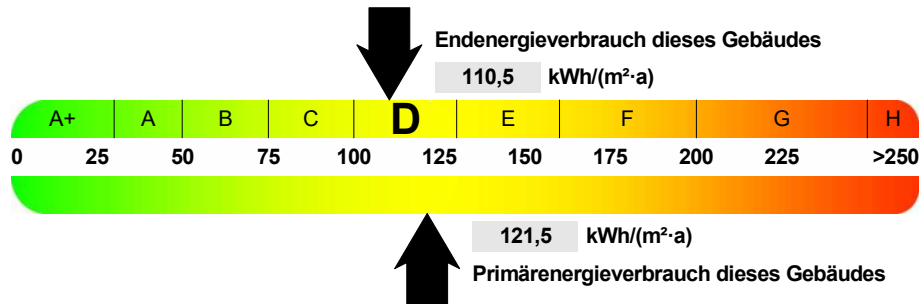 Endenergieverbrauch dieses Gebäudes
110,5 kWh/(m²·a)
A+ A B C D E F G H
0 25 50 75 100 125 150 175 200 225 >250
121,5 kWh/(m²·a)
Primärenergieverbrauch dieses Gebäudes